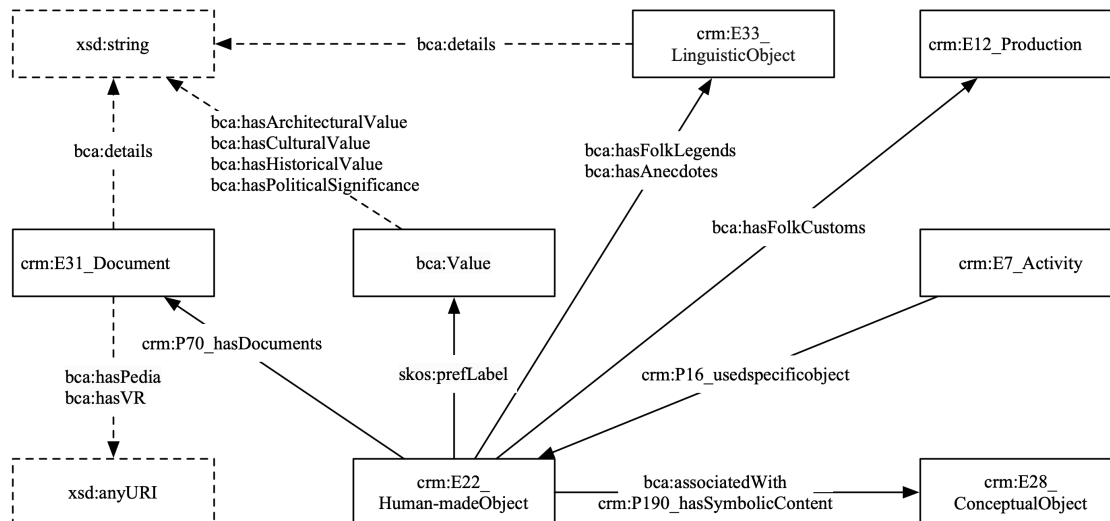 xsd:string
bca:details
crm:E33_
LinguisticObject
crm:E12_Production
bca:hasArchitecturalValue
bca:hasCulturalValue
bca:hasHistoricalValue
bca:hasPoliticalSignificance
bca:details
bca:hasFolkLegends
bca:hasAnecdotes
bca:hasFolkCustoms
crm:E31_Document
bca:Value
crm:E7_Activity
crm:P70_hasDocuments
bca:hasPedia
bca:hasVR
skos:prefLabel
crm:P16_usedspecificobject
xsd:anyURI
crm:E22_
Human-madeObject
bca:associatedWith
crm:P190_hasSymbolicContent
crm:E28_
ConceptualObject